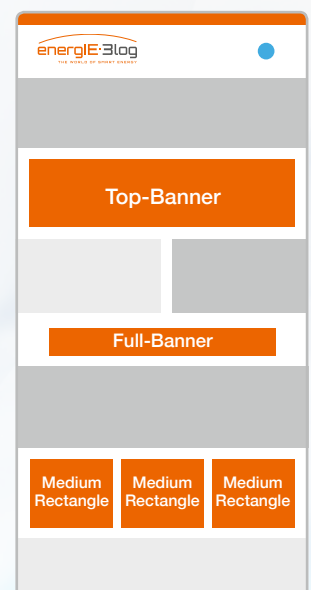 energIE·Blog
THE WORLD OF SMART ENERGY
Top-Banner
Full-Banner
Medium Medium Medium
Rectangle Rectangle Rectangle